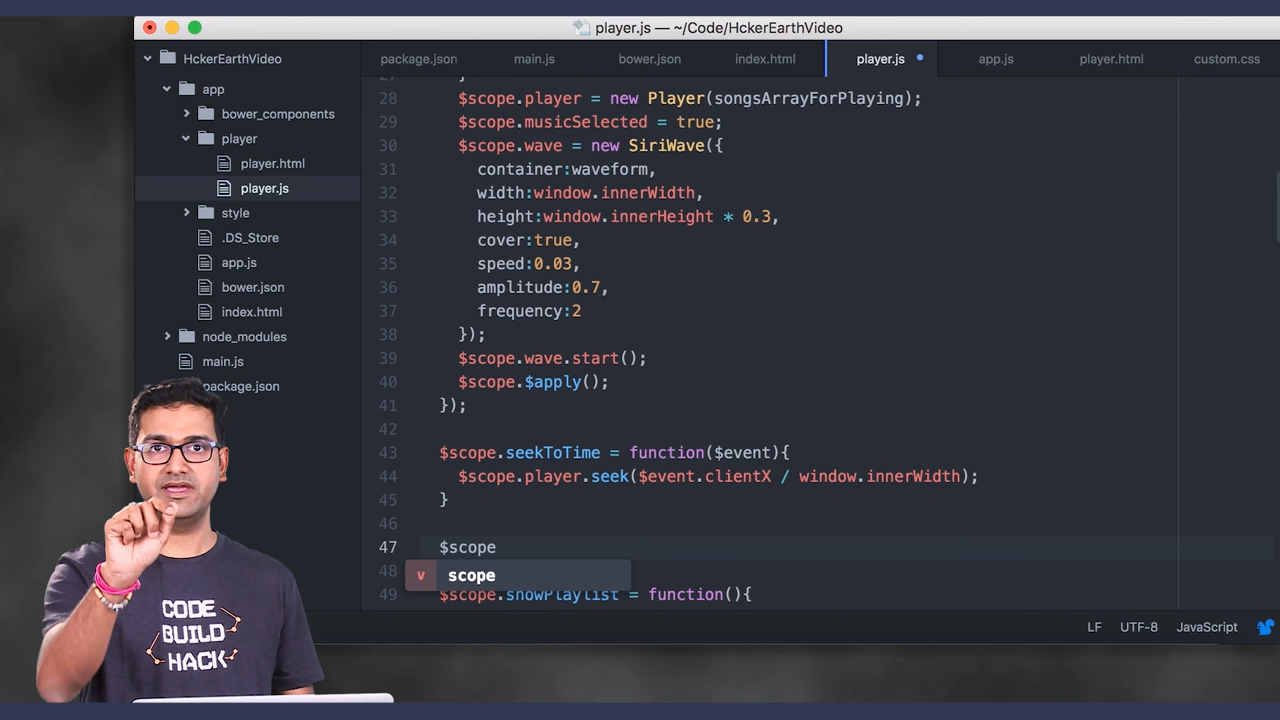 player.js — ~/Code/HckerEarthVideo
HckerEarthVideo
app
bower_components
player
player.html
player.js
style
.DS_Store
app.js
bower.json
index.html
node_modules
main.js
package.json
package.json main.js bower.json index.html player.js app.js player.html custom.css
28 $scope.player = new Player(songsArrayForPlaying);
29 $scope.musicSelected = true;
30 $scope.wave = new SiriWave({
31 container:waveform,
32 width:window.innerWidth,
33 height:window.innerHeight * 0.3,
34 cover:true,
35 speed:0.03,
36 amplitude:0.7,
37 frequency:2
38 });
39 $scope.wave.start();
40 $scope.$apply();
41 });
42
43 $scope.seekToTime = function($event){
44 $scope.player.seek($event.clientX / window.innerWidth);
45 }
46
47 $scope
48 v scope
49 $scope.showPlaylist = function(){
LF UTF-8 JavaScript
CODE
BUILD
HACK